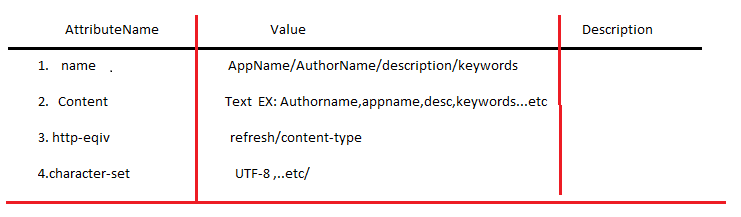 AttributeName Value Description
1. name . AppName/AuthorName/description/keywords
2. Content Text EX: Authorname,appname,desc,keywords...etc
3. http-eqiv refresh/content-type
4.character-set UTF-8 ,..etc/